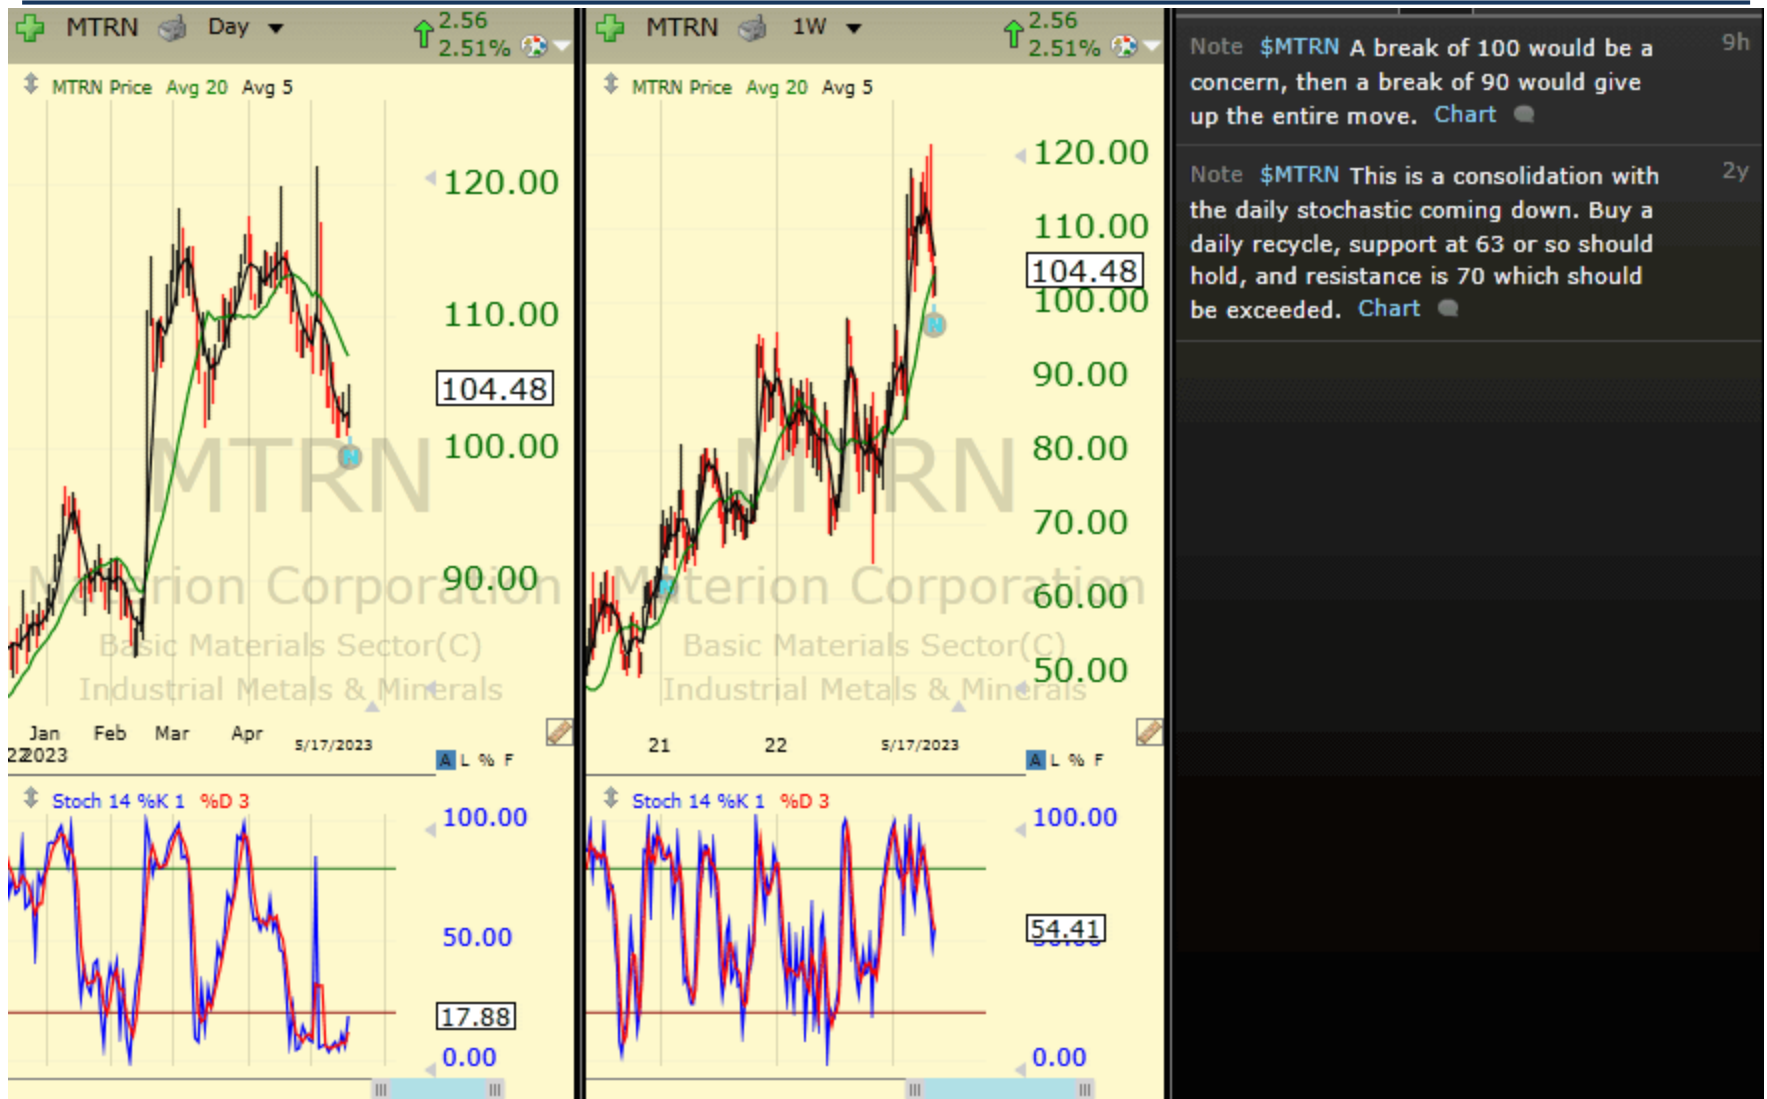 MTRN Day
2.56
2.51%
MTRN Price Avg 20 Avg 5
120.00
110.00
104.48
100.00
90.00
MTRN
Materion Corporation
Basic Materials Sector(C)
Industrial Metals & Minerals
N
Jan Feb Mar Apr 5/17/2023
22 2023
A L % F
Stoch 14 %K 1 %D 3
100.00
50.00
17.88
0.00
MTRN 1W
2.56
2.51%
MTRN Price Avg 20 Avg 5
120.00
110.00
104.48
100.00
90.00
80.00
70.00
60.00
50.00
MTRN
Materion Corporation
Basic Materials Sector(C)
Industrial Metals & Minerals
N
N
21 22 5/17/2023
A L % F
Stoch 14 %K 1 %D 3
100.00
54.41
50.00
0.00
Note $MTRN A break of 100 would be a 9h
concern, then a break of 90 would give
up the entire move. Chart
Note $MTRN This is a consolidation with 2y
the daily stochastic coming down. Buy a
daily recycle, support at 63 or so should
hold, and resistance is 70 which should
be exceeded. Chart